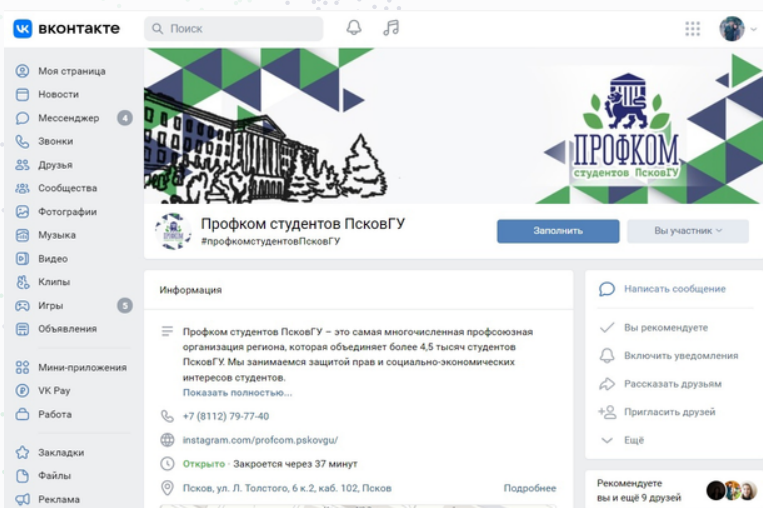 вконтакте
Поиск
Моя страница
Новости
Мессенджер 4
Звонки
Друзья
Сообщества
Фотографии
Музыка
Видео
Клипы
Игры 5
Объявления
Мини-приложения
VK Pay
Работа
Закладки
Файлы
Реклама
ПРОФКОМ
студентов ПсковГУ
Профком студентов ПсковГУ
#профкомстудентовПсковГУ
Заполнить
Вы участник
Информация
Профком студентов ПсковГУ – это самая многочисленная профсоюзная
организация региона, которая объединяет более 4,5 тысяч студентов
ПсковГУ. Мы занимаемся защитой прав и социально-экономических
интересов студентов.
Показать полностью...
+7 (8112) 79-77-40
instagram.com/profcom.pskovgu/
Открыто · Закроется через 37 минут
Псков, ул. Л. Толстого, 6 к.2, каб. 102, Псков Подробнее
Написать сообщение
Вы рекомендуете
Включить уведомления
Рассказать друзьям
Пригласить друзей
Ещё
Рекомендуете
вы и ещё 9 друзей